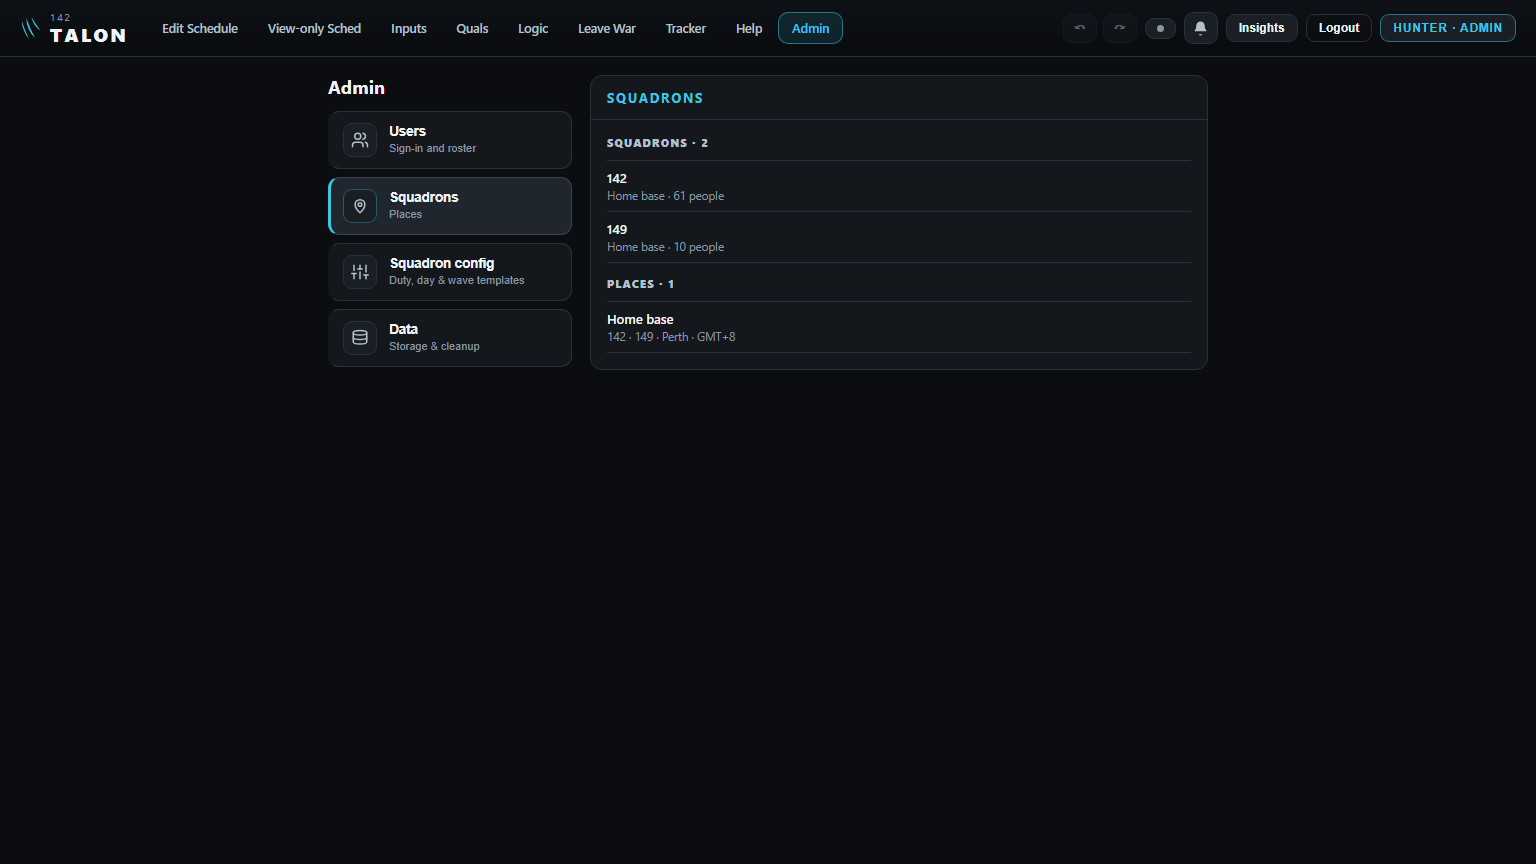 142
TALON
Edit Schedule
View-only Sched
Inputs
Quals
Logic
Leave War
Tracker
Help
Admin
Insights
Logout
HUNTER · ADMIN
Admin
Users
Sign-in and roster
Squadrons
Places
Squadron config
Duty, day & wave templates
Data
Storage & cleanup
SQUADRONS
SQUADRONS · 2
142
Home base · 61 people
149
Home base · 10 people
PLACES · 1
Home base
142 · 149 · Perth · GMT+8